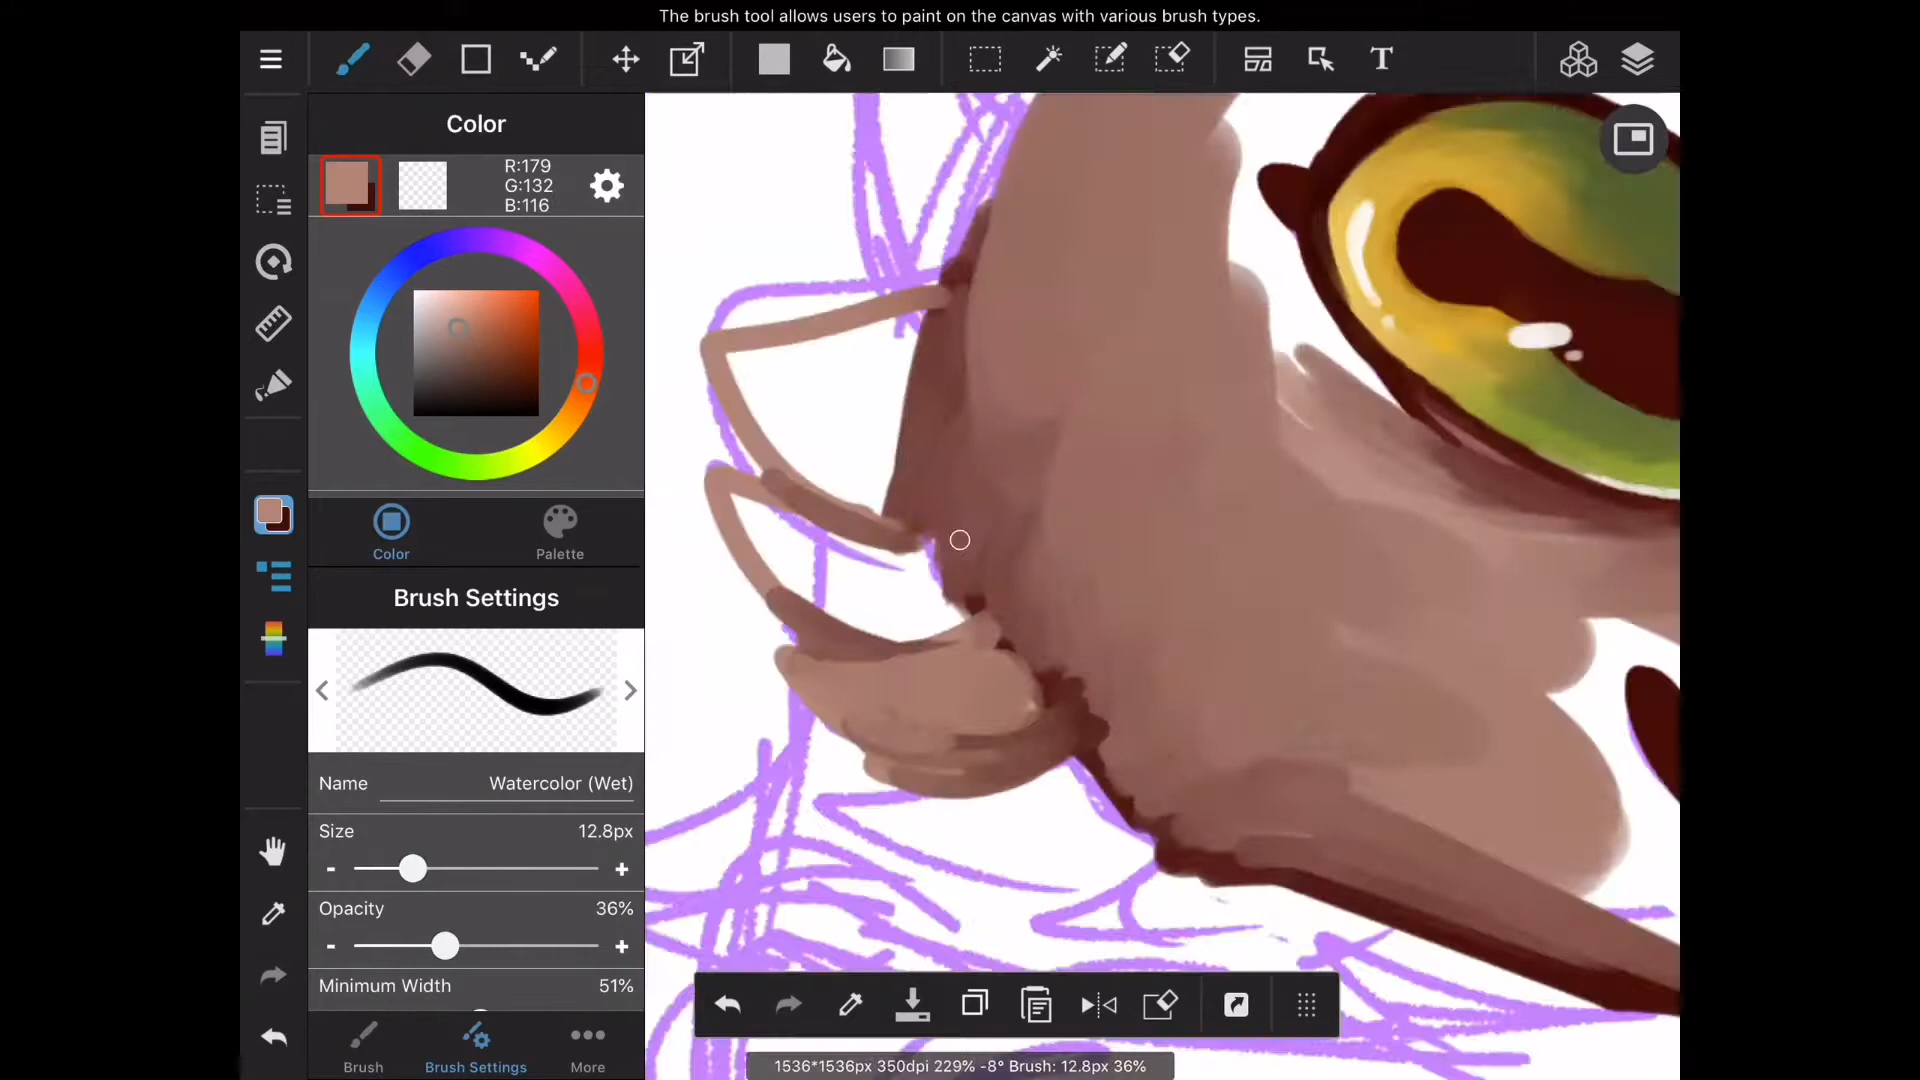 The brush tool allows users to paint on the canvas with various brush types.
T
Color
R:179
G:132
B:116
Color
Palette
Brush Settings
Name
Watercolor (Wet)
Size
12.8px
- +
Opacity
36%
- +
Minimum Width
51%
Brush
Brush Settings
More
1536*1536px 350dpi 229% -8° Brush: 12.8px 36%